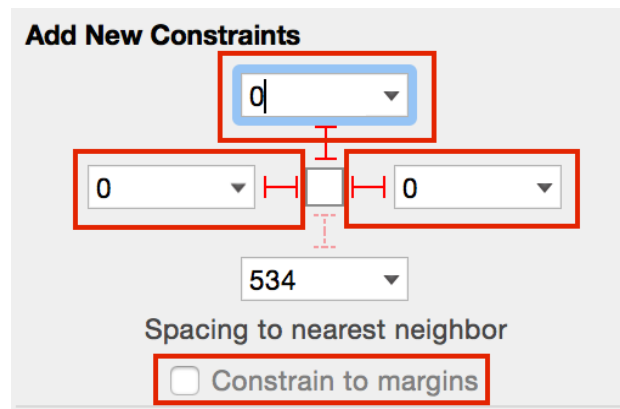 Add New Constraints
0
0
0
534
Spacing to nearest neighbor
Constrain to margins